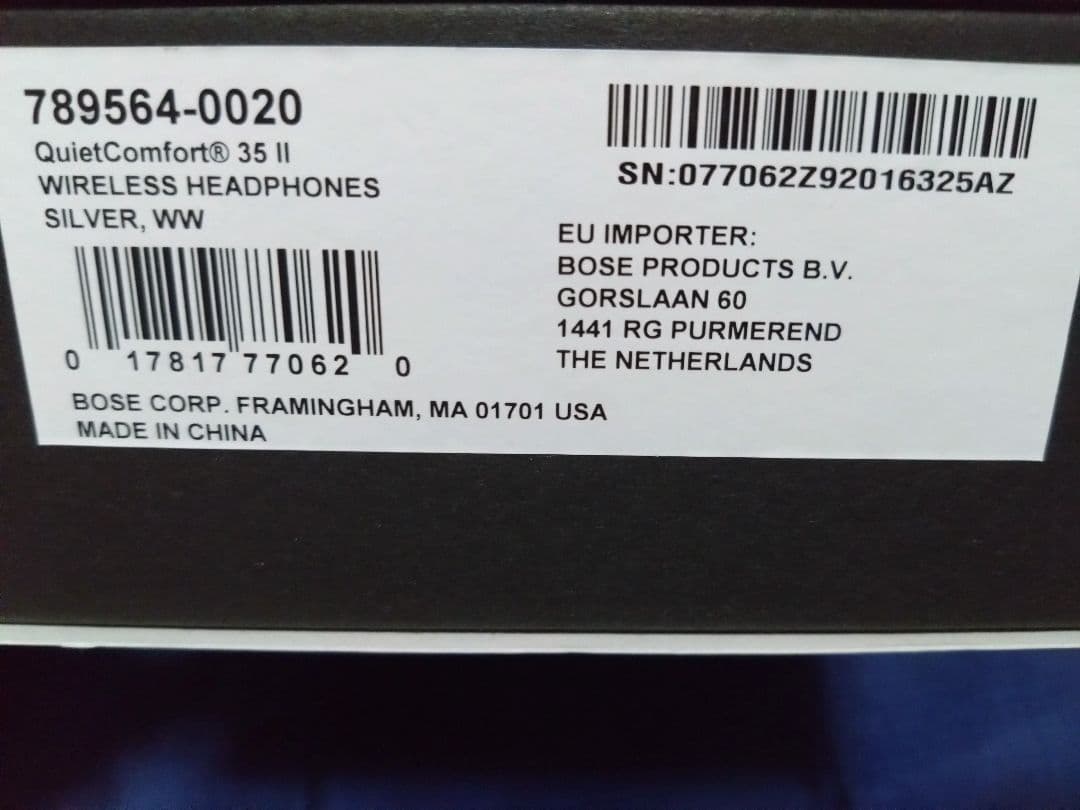 789564-0020
QuietComfort® 35 II
WIRELESS HEADPHONES
SILVER, WW
0 17817 77062 0
BOSE CORP. FRAMINGHAM, MA 01701 USA
MADE IN CHINA
SN:077062Z92016325AZ
EU IMPORTER:
BOSE PRODUCTS B.V.
GORSLAAN 60
1441 RG PURMEREND
THE NETHERLANDS